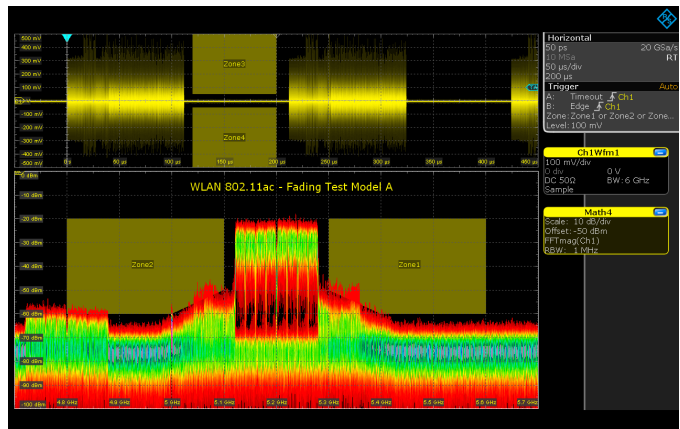 500 mV
400 mV
300 mV
200 mV
100 mV
Zone3
Horizontal
50 ps 20 GSa/s
10 MSa RT
50 µs/div
200 µs
Trigger Auto
A: Timeout Ch1
B: Edge Ch1
Zone: Zone1 or Zone2 or Zone...
Level: 100 mV
-100 mV
-200 mV
-300 mV
-400 mV
-500 mV
Zone4
0 s 50 µs 100 µs 150 µs 200 µs 250 µs 300 µs 350 µs 400 µs 450 µs
Ch1Wfm1
100 mV/div
0 div 0 V
DC 50Ω BW: 6 GHz
Sample
Math4
Scale: 10 dB/div
Offset: -50 dBm
FFTmag(Ch1)
RBW: 1 MHz
0 dBm
WLAN 802.11ac - Fading Test Model A
-10 dBm
-20 dBm
-30 dBm
-40 dBm
Zone2 Zone1
-50 dBm
-60 dBm
-70 dBm
-80 dBm
-90 dBm
-100 dBm
4.8 GHz 4.9 GHz 5 GHz 5.1 GHz 5.2 GHz 5.3 GHz 5.4 GHz 5.5 GHz 5.6 GHz 5.7 GHz